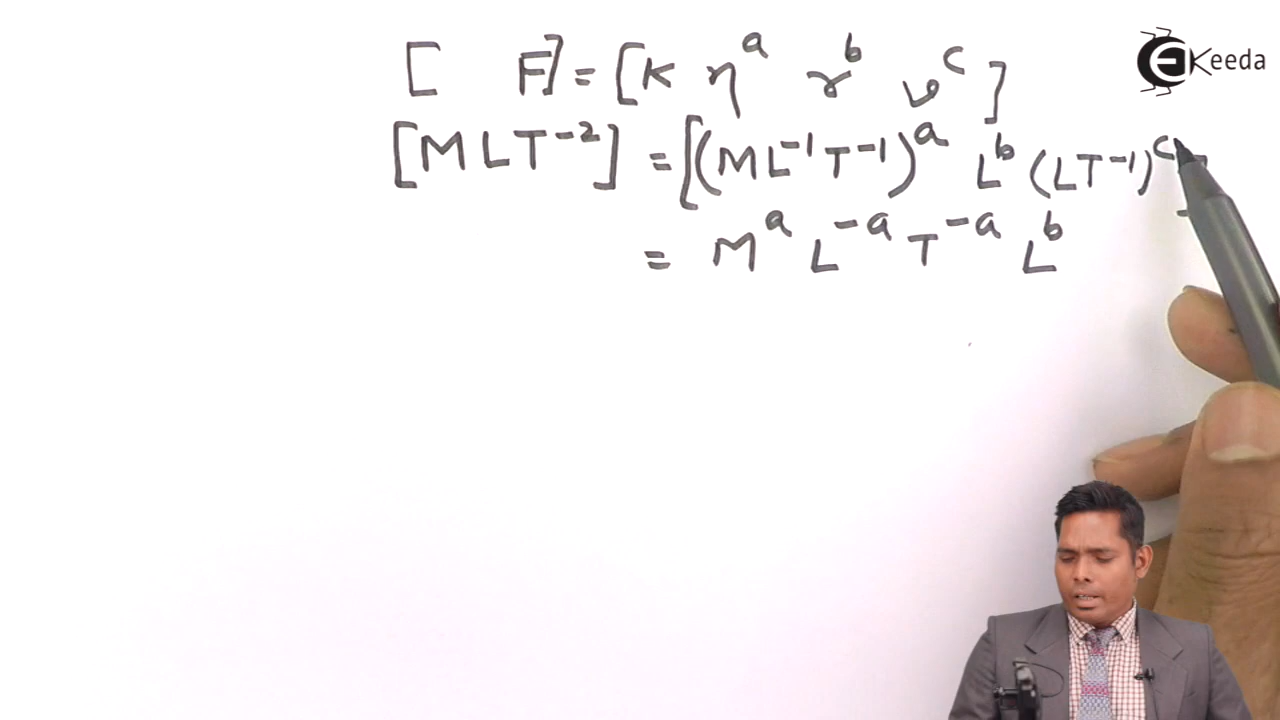 [ F] = [K η^a r^b v^c ]
[MLT^-2] = [(ML^-1T^-1)^a L^b (LT^-1)^c
= M^a L^-a T^-a L^b
Keeda